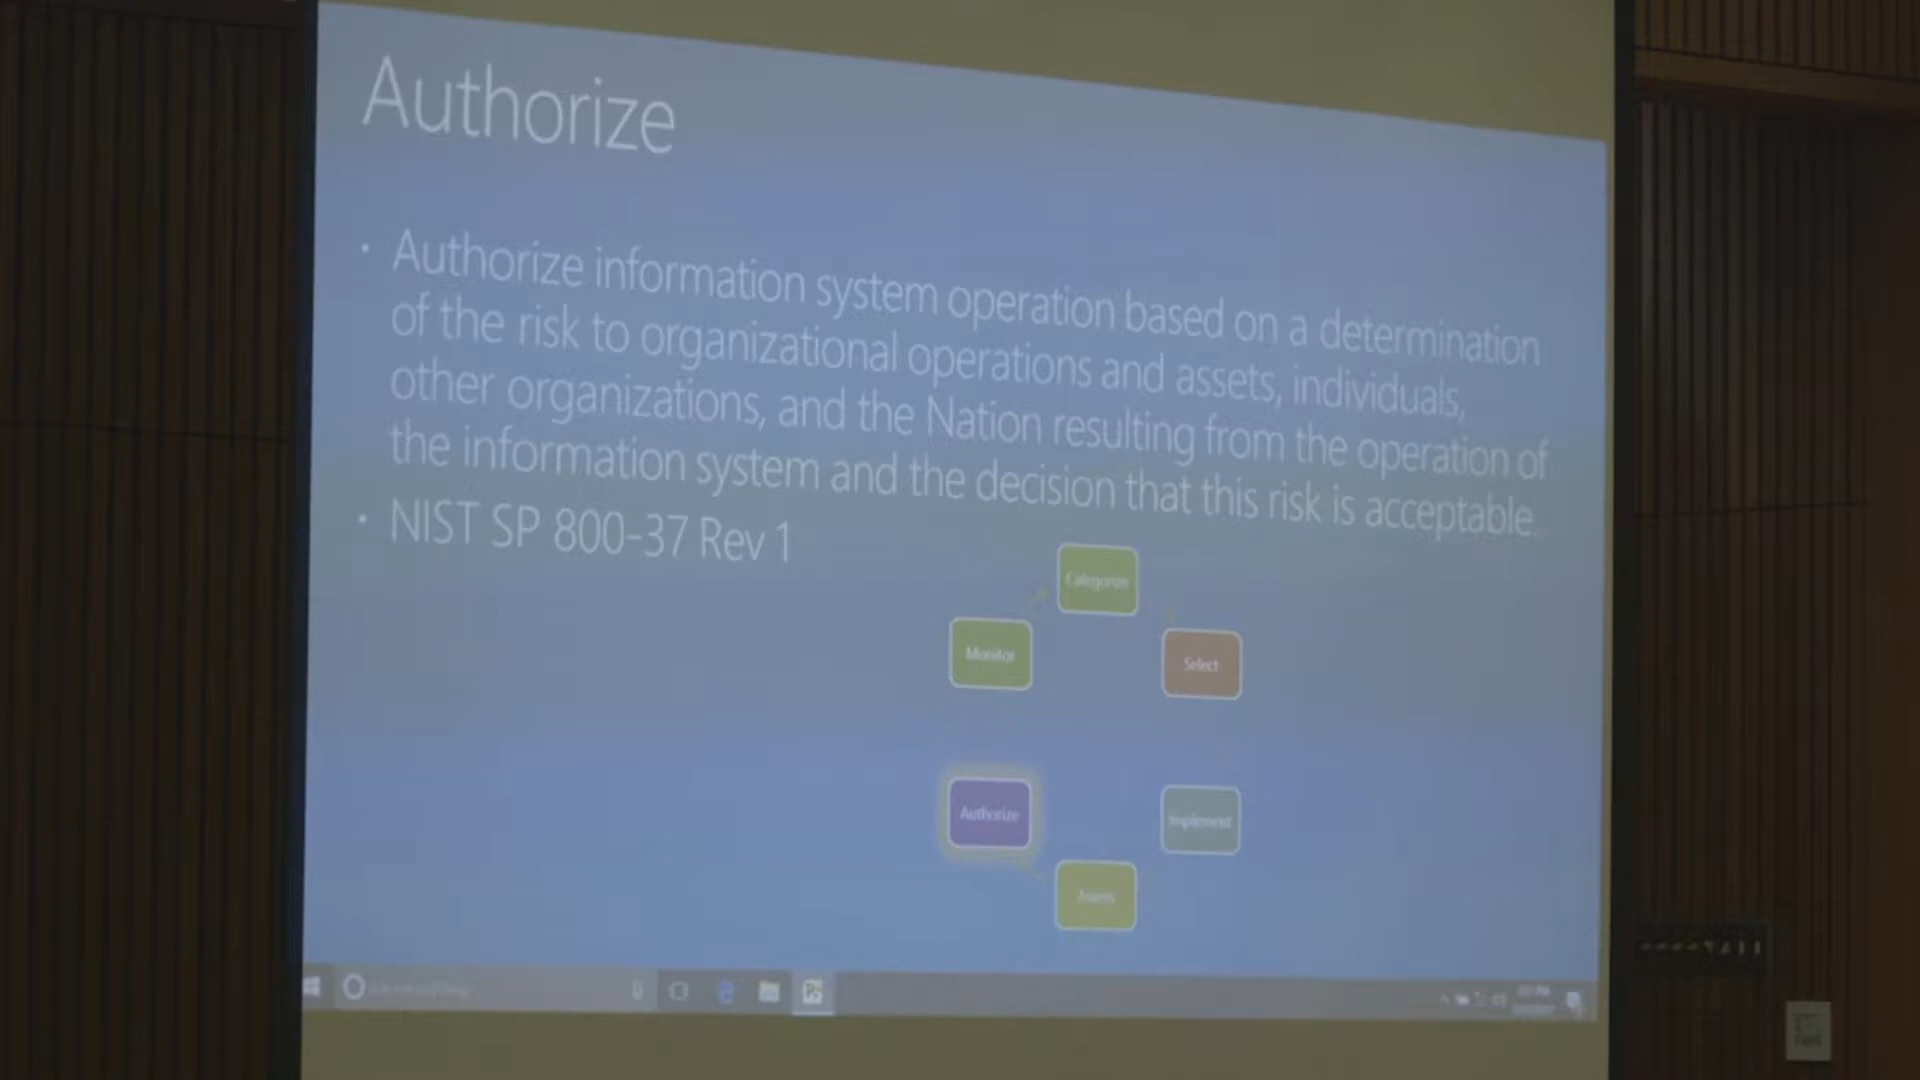 Authorize
• Authorize information system operation based on a determination
of the risk to organizational operations and assets, individuals,
other organizations, and the Nation resulting from the operation of
the information system and the decision that this risk is acceptable.
• NIST SP 800-37 Rev 1
Categorize
Monitor
Select
Authorize
Implement
Assess